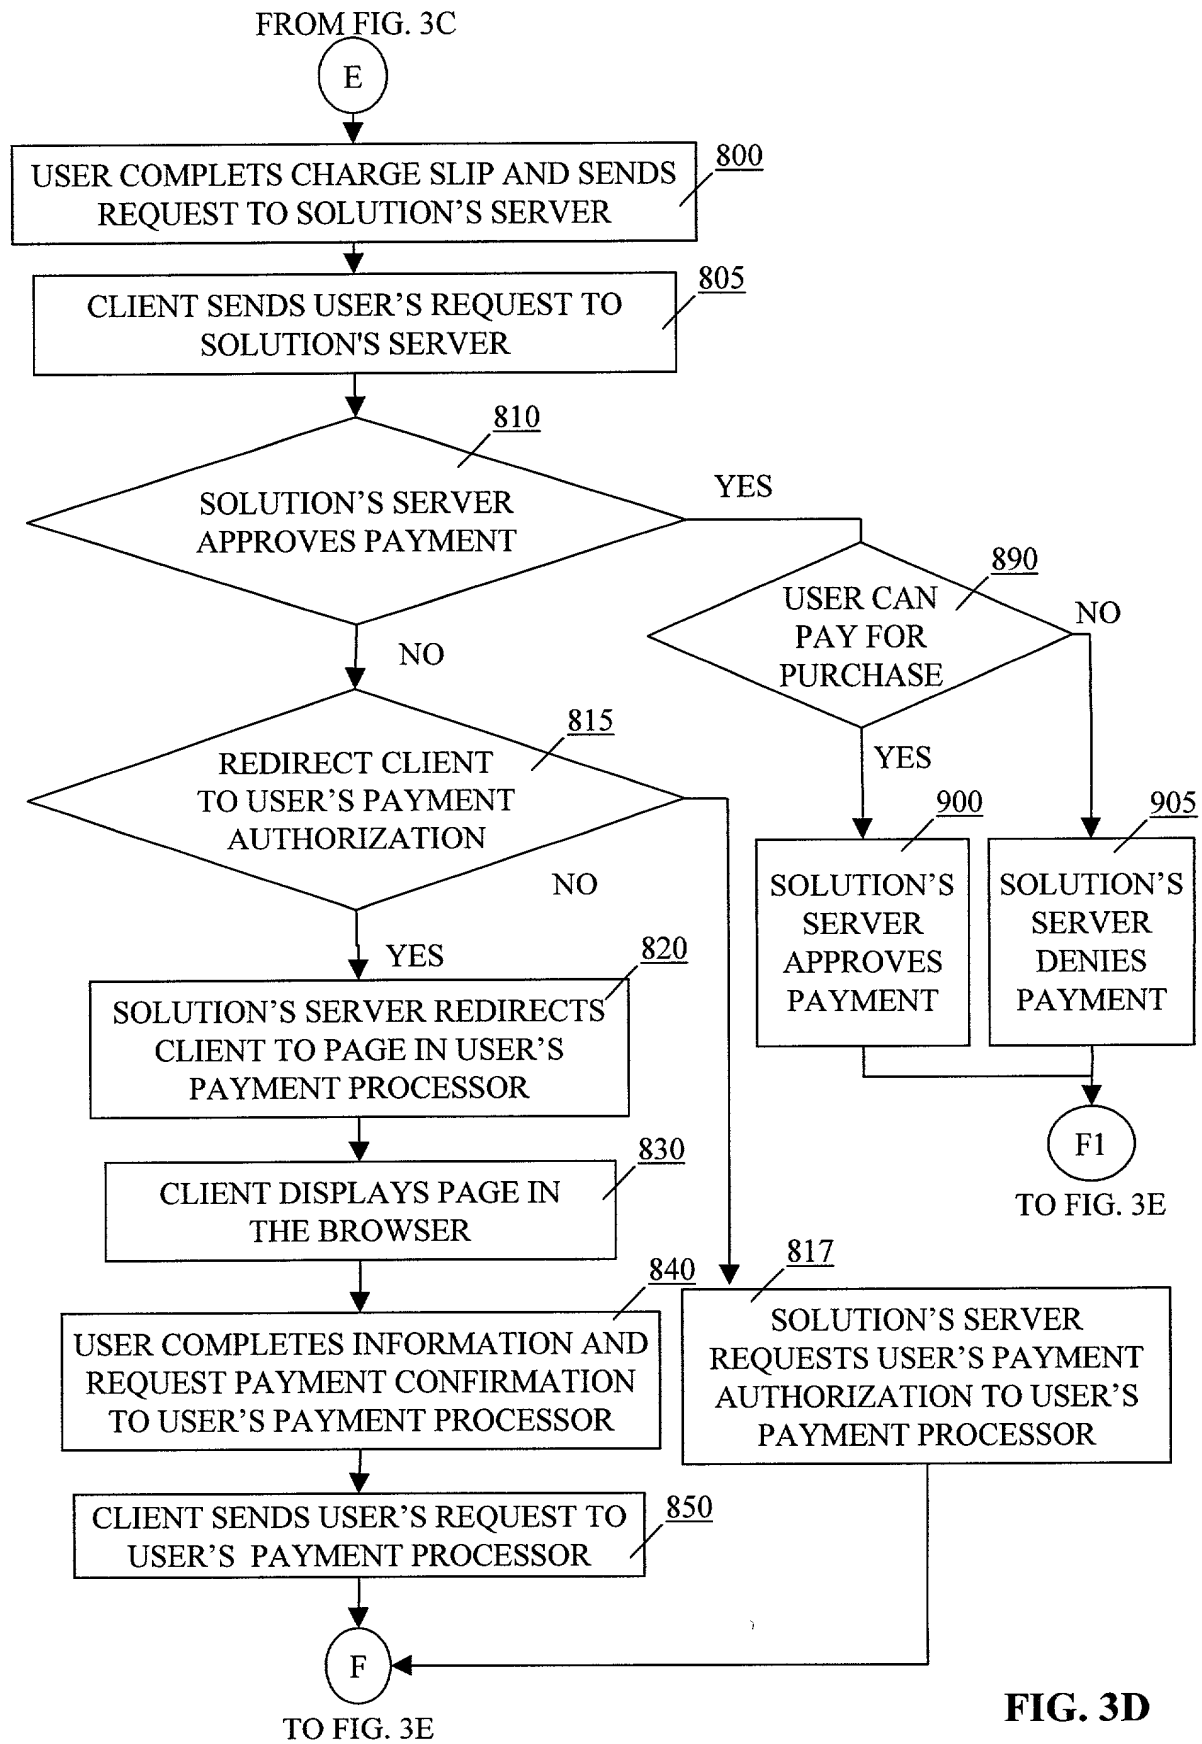 FROM FIG. 3C
E
800
USER COMPLETS CHARGE SLIP AND SENDS
REQUEST TO SOLUTION’S SERVER
805
CLIENT SENDS USER’S REQUEST TO
SOLUTION'S SERVER
810
SOLUTION’S SERVER
APPROVES PAYMENT
YES
NO
890
USER CAN
PAY FOR
PURCHASE
NO
YES
815
REDIRECT CLIENT
TO USER’S PAYMENT
AUTHORIZATION
NO
YES
900
SOLUTION’S
SERVER
APPROVES
PAYMENT
905
SOLUTION’S
SERVER
DENIES
PAYMENT
F1
TO FIG. 3E
820
SOLUTION’S SERVER REDIRECTS
CLIENT TO PAGE IN USER’S
PAYMENT PROCESSOR
830
CLIENT DISPLAYS PAGE IN
THE BROWSER
840
USER COMPLETES INFORMATION AND
REQUEST PAYMENT CONFIRMATION
TO USER’S PAYMENT PROCESSOR
817
SOLUTION’S SERVER
REQUESTS USER’S PAYMENT
AUTHORIZATION TO USER’S
PAYMENT PROCESSOR
850
CLIENT SENDS USER’S REQUEST TO
USER’S PAYMENT PROCESSOR
F
TO FIG. 3E
FIG. 3D